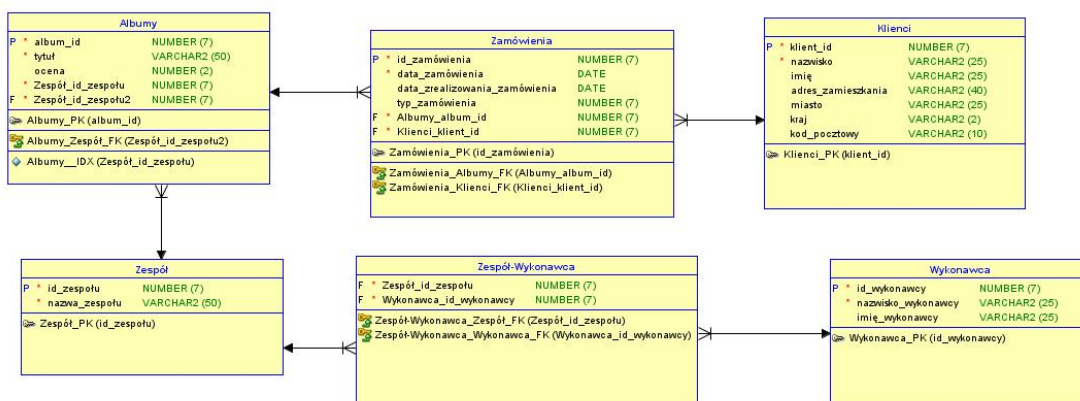 Albumy
P * album_id NUMBER (7)
* tytuł VARCHAR2 (50)
ocena NUMBER (2)
* Zespół_id_zespołu NUMBER (7)
F * Zespół_id_zespołu2 NUMBER (7)
Albumy_PK (album_id)
Albumy_Zespół_FK (Zespół_id_zespołu2)
Albumy__IDX (Zespół_id_zespołu)
Zamówienia
P * id_zamówienia NUMBER (7)
* data_zamówienia DATE
data_zrealizowania_zamówienia DATE
typ_zamówienia NUMBER (7)
F * Albumy_album_id NUMBER (7)
F * Klienci_klient_id NUMBER (7)
Zamówienia_PK (id_zamówienia)
Zamówienia_Albumy_FK (Albumy_album_id)
Zamówienia_Klienci_FK (Klienci_klient_id)
Klienci
P * klient_id NUMBER (7)
* nazwisko VARCHAR2 (25)
imię VARCHAR2 (25)
adres_zamieszkania VARCHAR2 (40)
miasto VARCHAR2 (25)
kraj VARCHAR2 (2)
kod_pocztowy VARCHAR2 (10)
Klienci_PK (klient_id)
Zespół
P * id_zespołu NUMBER (7)
* nazwa_zespołu VARCHAR2 (50)
Zespół_PK (id_zespołu)
Zespół-Wykonawca
F * Zespół_id_zespołu NUMBER (7)
F * Wykonawca_id_wykonawcy NUMBER (7)
Zespół-Wykonawca_Zespół_FK (Zespół_id_zespołu)
Zespół-Wykonawca_Wykonawca_FK (Wykonawca_id_wykonawcy)
Wykonawca
P * id_wykonawcy NUMBER (7)
* nazwisko_wykonawcy VARCHAR2 (25)
imię_wykonawcy VARCHAR2 (25)
Wykonawca_PK (id_wykonawcy)